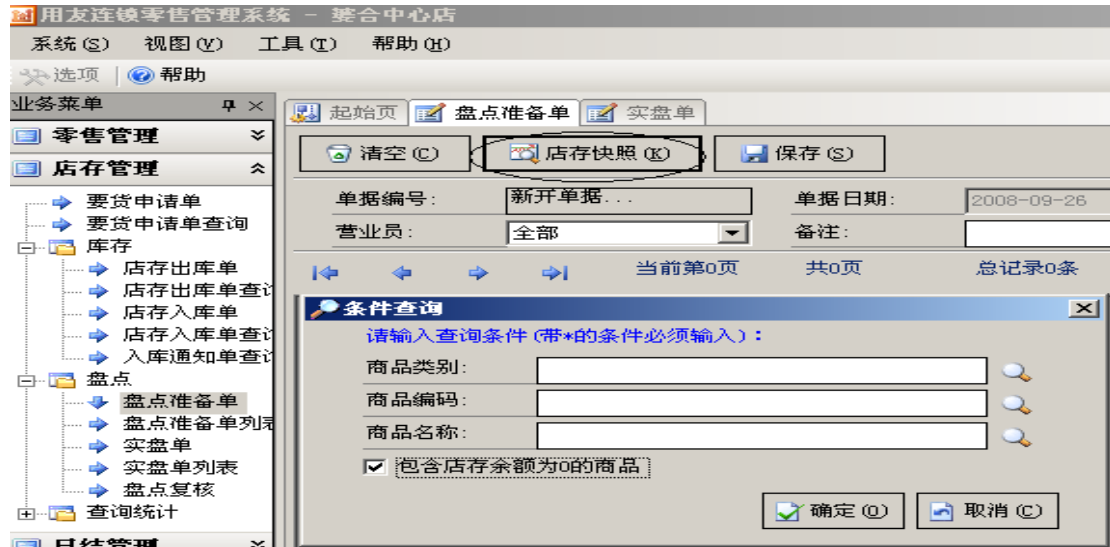 用友连锁零售管理系统 - 婺合中心店
系统(S) 视图(V) 工具(T) 帮助(H)
选项 帮助
业务菜单
起始页 盘点准备单 实盘单
零售管理
清空(C) 店存快照(K) 保存(S)
店存管理
要货申请单
单据编号: 新开单据... 单据日期: 2008-09-26
要货申请单查询
营业员: 全部 备注:
库存
店存出库单
当前第0页 共0页 总记录0条
店存出库单查
店存入库单
条件查询
店存入库单查
请输入查询条件(带*的条件必须输入):
入库通知单查
商品类别:
盘点
盘点准备单
商品编码:
盘点准备单列表
商品名称:
实盘单
实盘单列表
包含店存余额为0的商品
盘点复核
查询统计
确定(O) 取消(C)
日结管理